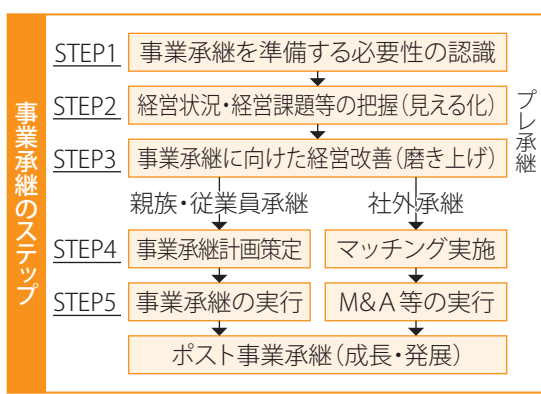 事業承継のステップ
STEP1 事業承継を準備する必要性の認識
STEP2 経営状況・経営課題等の把握(見える化)
STEP3 事業承継に向けた経営改善(磨き上げ)
プレ承継
親族・従業員承継 社外承継
STEP4 事業承継計画策定 マッチング実施
STEP5 事業承継の実行 M&A等の実行
ポスト事業承継(成長・発展)